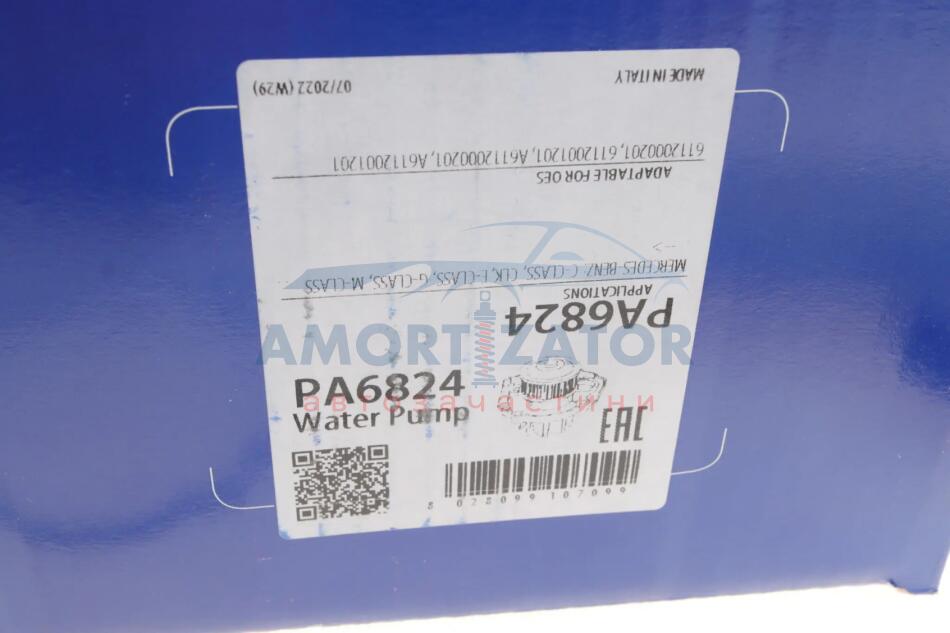 07/2022 (W29)
MADE IN ITALY
6112000201, 6112001201, A6112000201, A6112001201
ADAPTABLE FOR OES
-->
MERCEDES-BENZ: C-CLASS, CLK, E-CLASS, G-CLASS, M-CLASS
APPLICATIONS
PA6824
AMORTIZATOR
автозапчастини
PA6824
Water Pump
EAC
8 028099 107099